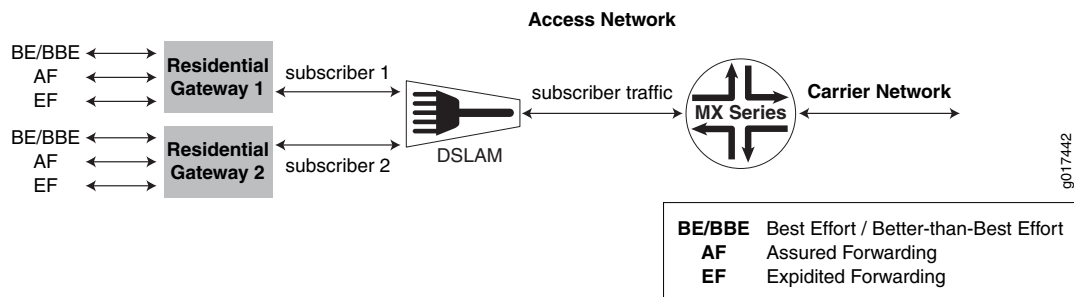 Access Network
BE/BBE
AF
EF
Residential
Gateway 1
subscriber 1
BE/BBE
AF
EF
Residential
Gateway 2
subscriber 2
DSLAM
subscriber traffic
MX Series
Carrier Network
g017442
BE/BBE Best Effort / Better-than-Best Effort
AF Assured Forwarding
EF Expidited Forwarding